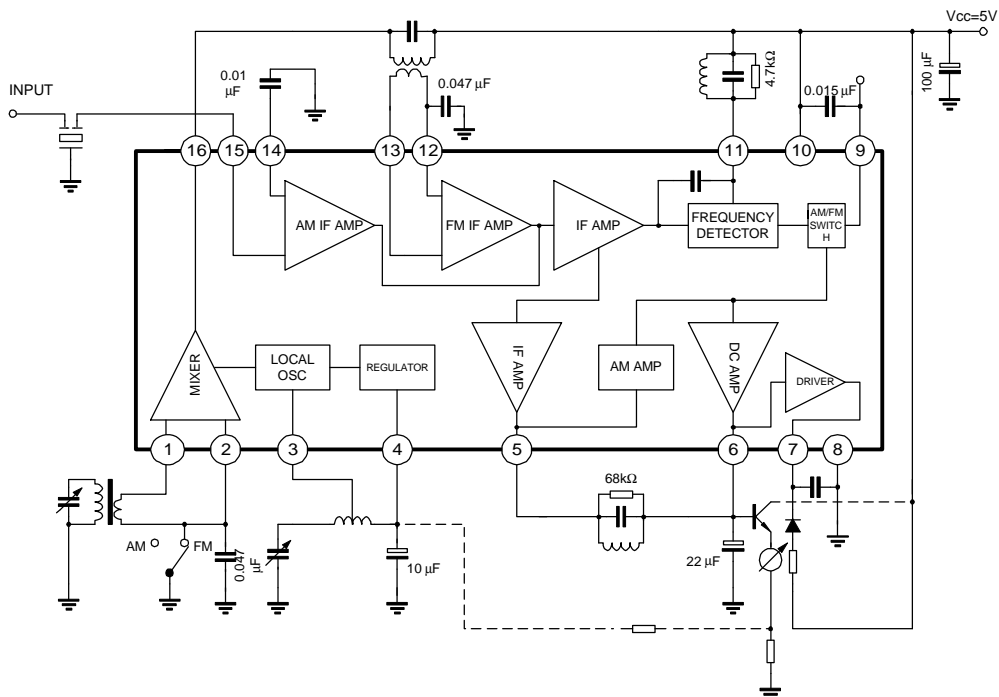 Vcc=5V
INPUT
0.01
µF
0.047 µF
4.7kΩ
0.015 µF
100 µF
16
15
14
13
12
11
10
9
AM IF AMP
FM IF AMP
IF AMP
FREQUENCY
DETECTOR
AM/FM
SWITC
H
MIXER
LOCAL
OSC
REGULATOR
IF AMP
AM AMP
DC AMP
DRIVER
1
2
3
4
5
6
7
8
68kΩ
AM
FM
0.047
µF
10 µF
22 µF